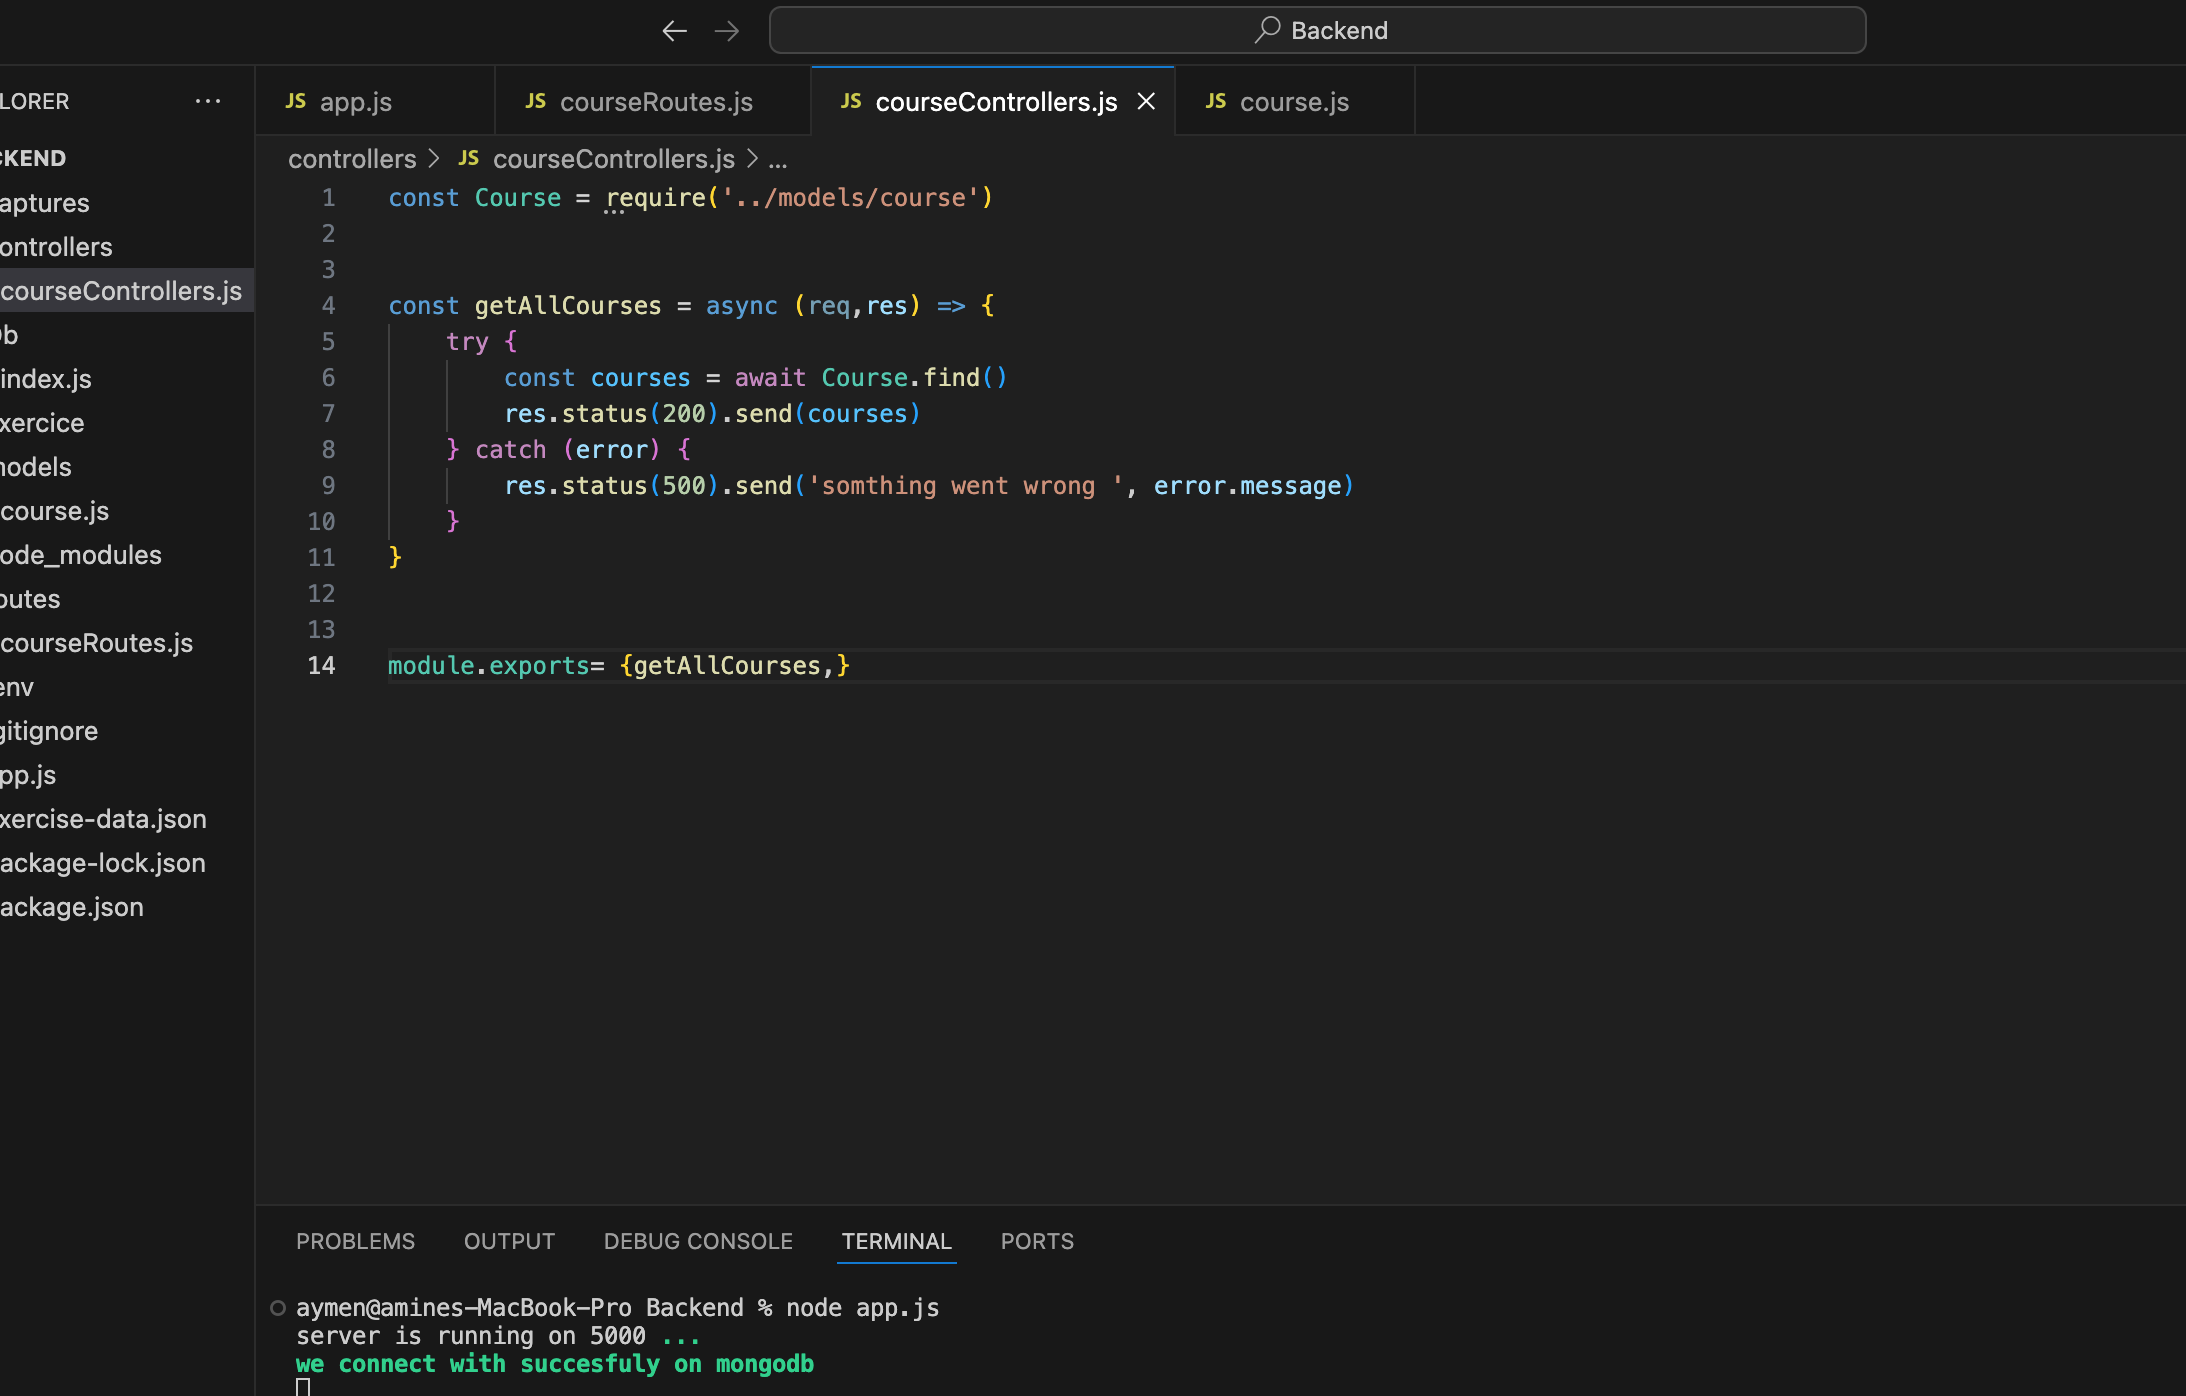 Backend
LORER ...
CKEND
aptures
ontrollers
courseControllers.js
b
index.js
xercice
odels
course.js
ode_modules
outes
courseRoutes.js
env
gitignore
pp.js
xercise-data.json
ackage-lock.json
ackage.json
JS app.js
JS courseRoutes.js
JS courseControllers.js
JS course.js
controllers > JS courseControllers.js > ...
1 const Course = require('../models/course')
2
3
4 const getAllCourses = async (req,res) => {
5 try {
6 const courses = await Course.find()
7 res.status(200).send(courses)
8 } catch (error) {
9 res.status(500).send('somthing went wrong ', error.message)
10 }
11 }
12
13
14 module.exports= {getAllCourses,}
PROBLEMS OUTPUT DEBUG CONSOLE TERMINAL PORTS
aymen@amines-MacBook-Pro Backend % node app.js
server is running on 5000 ...
we connect with succesfuly on mongodb